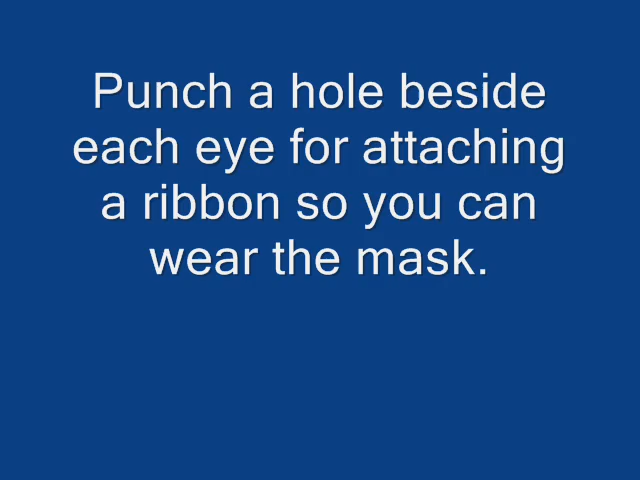 Punch a hole beside
each eye for attaching
a ribbon so you can
wear the mask.